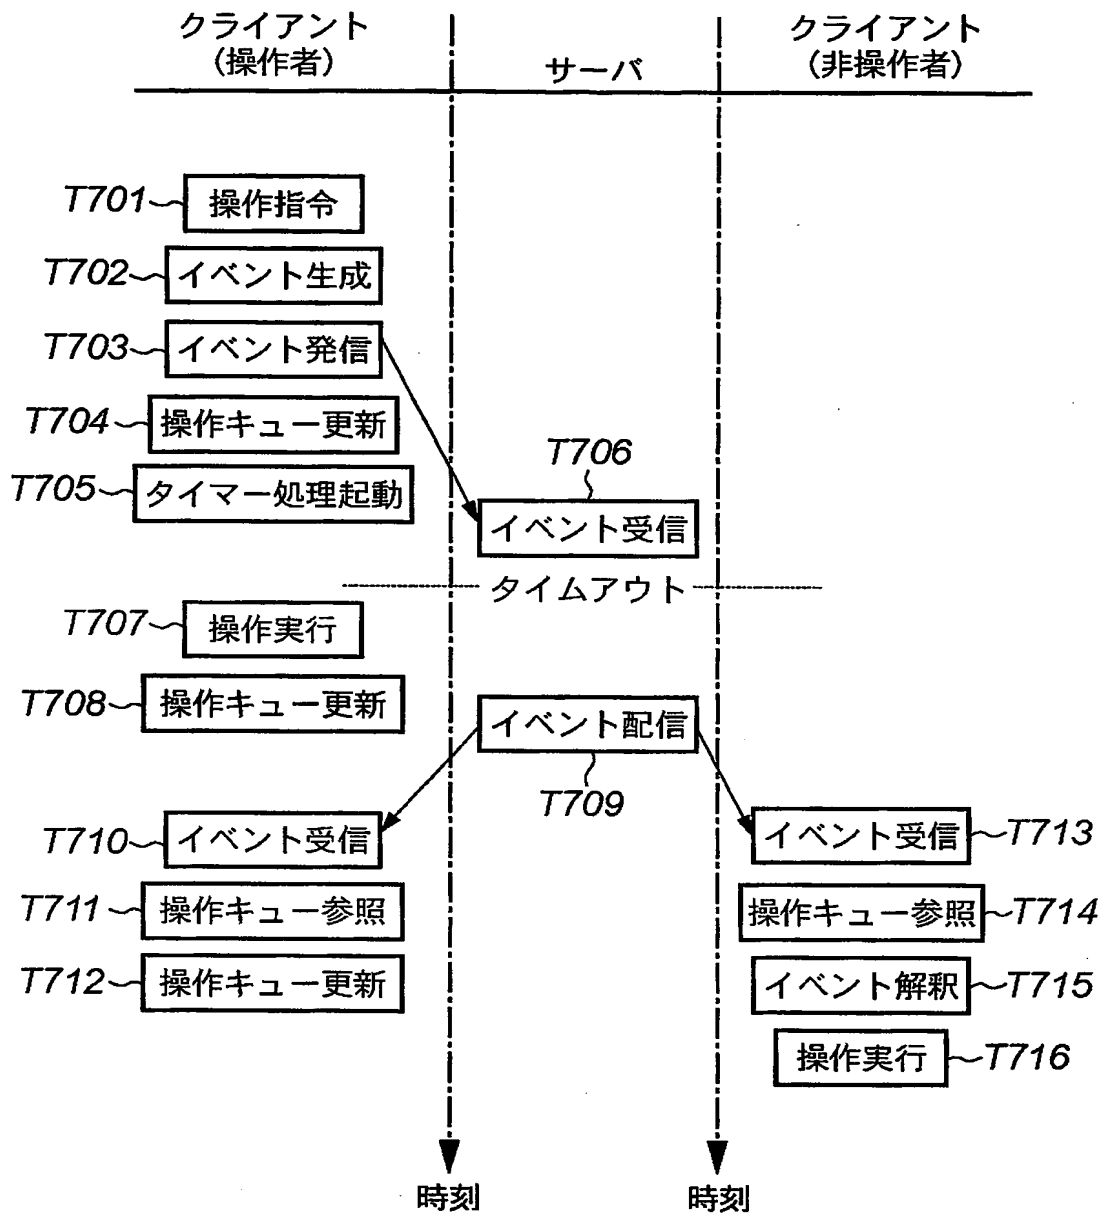 クライアント
(操作者)
サーバ
クライアント
(非操作者)
T701
操作指令
T702
イベント生成
T703
イベント発信
T704
操作キュー更新
T705
タイマー処理起動
T706
イベント受信
タイムアウト
T707
操作実行
T708
操作キュー更新
イベント配信
T709
T710
イベント受信
イベント受信
T713
T711
操作キュー参照
操作キュー参照
T714
T712
操作キュー更新
イベント解釈
T715
操作実行
T716
時刻
時刻